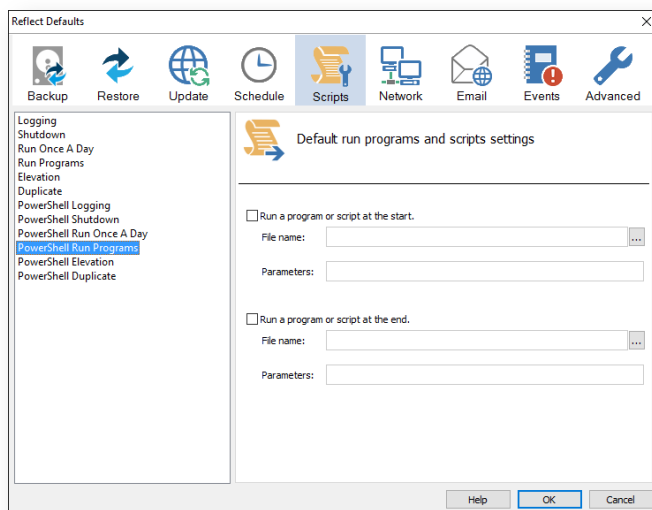 Reflect Defaults
Backup Restore Update Schedule Scripts Network Email Events Advanced
Logging
Shutdown
Run Once A Day
Run Programs
Elevation
Duplicate
PowerShell Logging
PowerShell Shutdown
PowerShell Run Once A Day
PowerShell Run Programs
PowerShell Elevation
PowerShell Duplicate
Default run programs and scripts settings
Run a program or script at the start.
File name:
...
Parameters:
Run a program or script at the end.
File name:
...
Parameters:
Help OK Cancel